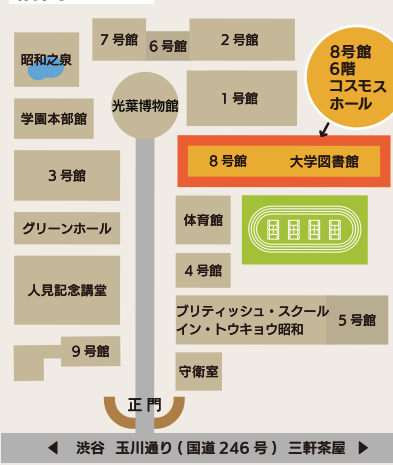 7号館
6号館
2号館
昭和之泉
8号館
6階
コスモス
ホール
光葉博物館
1号館
学園本部館
8号館 大学図書館
3号館
体育館
グリーンホール
4号館
人見記念講堂
ブリティッシュ・スクール
イン・トウキョウ昭和
5号館
9号館
守衛室
正門
◀ 渋谷 玉川通り(国道246号) 三軒茶屋 ▶